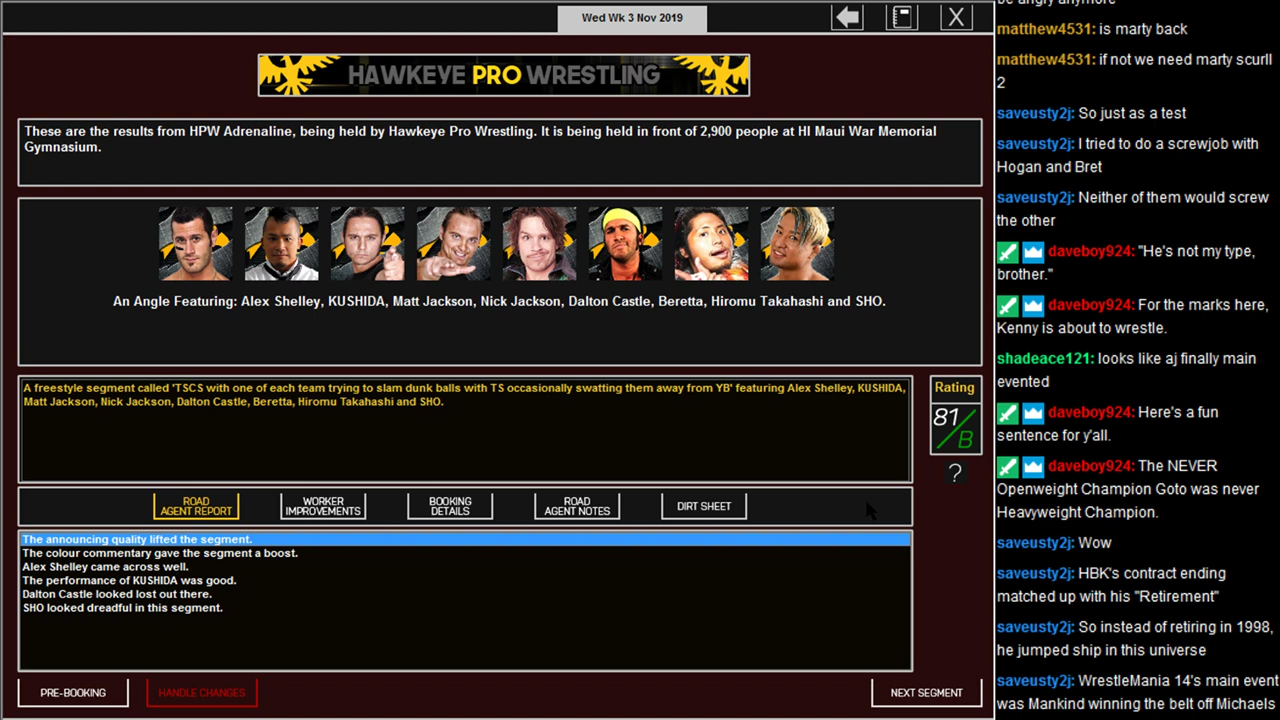 Wed Wk 3 Nov 2019
HAWKEYE PRO WRESTLING
These are the results from HPW Adrenaline, being held by Hawkeye Pro Wrestling. It is being held in front of 2,900 people at HI Maui War Memorial
Gymnasium.
An Angle Featuring: Alex Shelley, KUSHIDA, Matt Jackson, Nick Jackson, Dalton Castle, Beretta, Hiromu Takahashi and SHO.
A freestyle segment called 'TSCS with one of each team trying to slam dunk balls with TS occasionally swatting them away from YB' featuring Alex Shelley, KUSHIDA,
Matt Jackson, Nick Jackson, Dalton Castle, Beretta, Hiromu Takahashi and SHO.
Rating
81/B
?
ROAD
AGENT REPORT
WORKER
IMPROVEMENTS
BOOKING
DETAILS
ROAD
AGENT NOTES
DIRT SHEET
The announcing quality lifted the segment.
The colour commentary gave the segment a boost.
Alex Shelley came across well.
The performance of KUSHIDA was good.
Dalton Castle looked lost out there.
SHO looked dreadful in this segment.
PRE-BOOKING
HANDLE CHANGES
NEXT SEGMENT
be angry anymore
matthew4531: is marty back
matthew4531: if not we need marty scurll
2
saveusty2j: So just as a test
saveusty2j: I tried to do a screwjob with
Hogan and Bret
saveusty2j: Neither of them would screw
the other
daveboy924: "He's not my type,
brother."
daveboy924: For the marks here,
Kenny is about to wrestle.
shadeace121: looks like aj finally main
evented
daveboy924: Here's a fun
sentence for y'all.
daveboy924: The NEVER
Openweight Champion Goto was never
Heavyweight Champion.
saveusty2j: Wow
saveusty2j: HBK's contract ending
matched up with his "Retirement"
saveusty2j: So instead of retiring in 1998,
he jumped ship in this universe
saveusty2j: WrestleMania 14's main event
was Mankind winning the belt off Michaels